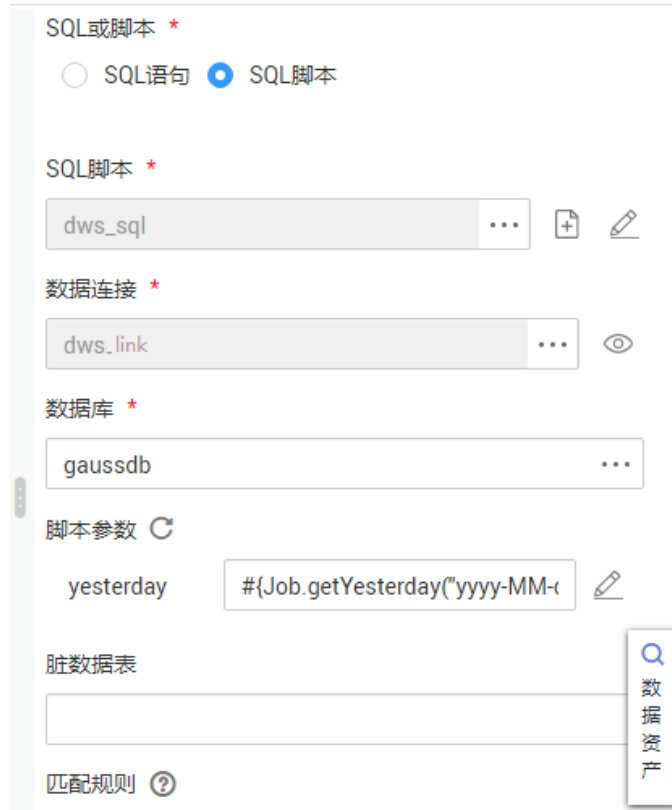 SQL或脚本 *
SQL语句 SQL脚本
SQL脚本 *
dws_sql ...
数据连接 *
dws_link ...
数据库 *
gaussdb ...
脚本参数
yesterday #{Job.getYesterday("yyyy-MM-
脏数据表
数据资产
匹配规则 ?